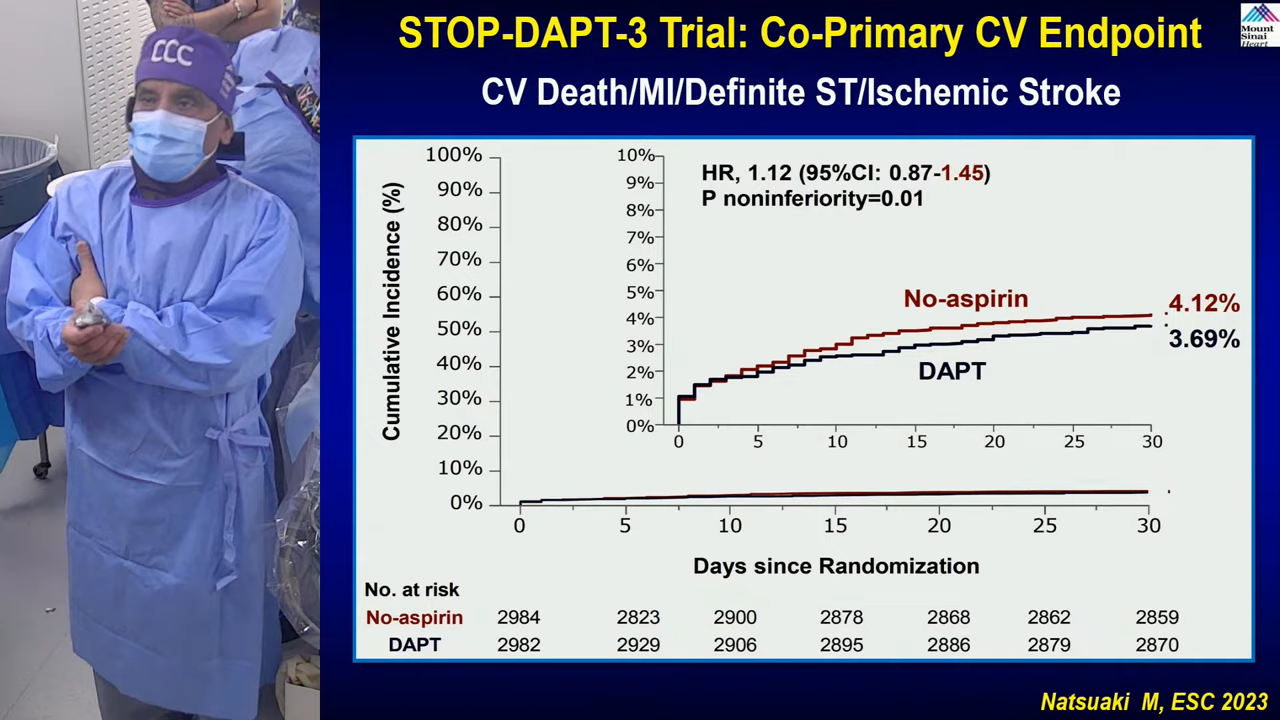 CCC
STOP-DAPT-3 Trial: Co-Primary CV Endpoint
Mount
Sinai
Heart
CV Death/MI/Definite ST/Ischemic Stroke
Cumulative Incidence (%)
100%
90%
80%
70%
60%
50%
40%
30%
20%
10%
0%
10%
9%
8%
7%
6%
5%
4%
3%
2%
1%
0%
HR, 1.12 (95%CI: 0.87-1.45)
P noninferiority=0.01
No-aspirin
4.12%
3.69%
DAPT
0 5 10 15 20 25 30
0 5 10 15 20 25 30
Days since Randomization
No. at risk
No-aspirin 2984 2823 2900 2878 2868 2862 2859
DAPT 2982 2929 2906 2895 2886 2879 2870
Natsuaki M, ESC 2023